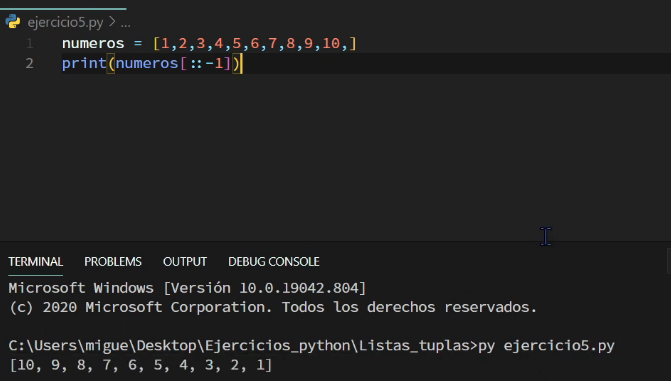 ejercicio5.py > ...
1 numeros = [1,2,3,4,5,6,7,8,9,10,]
2 print(numeros[::-1])
TERMINAL PROBLEMS OUTPUT DEBUG CONSOLE
Microsoft Windows [Versión 10.0.19042.804]
(c) 2020 Microsoft Corporation. Todos los derechos reservados.
C:\Users\migue\Desktop\Ejercicios_python\Listas_tuplas>py ejercicio5.py
[10, 9, 8, 7, 6, 5, 4, 3, 2, 1]